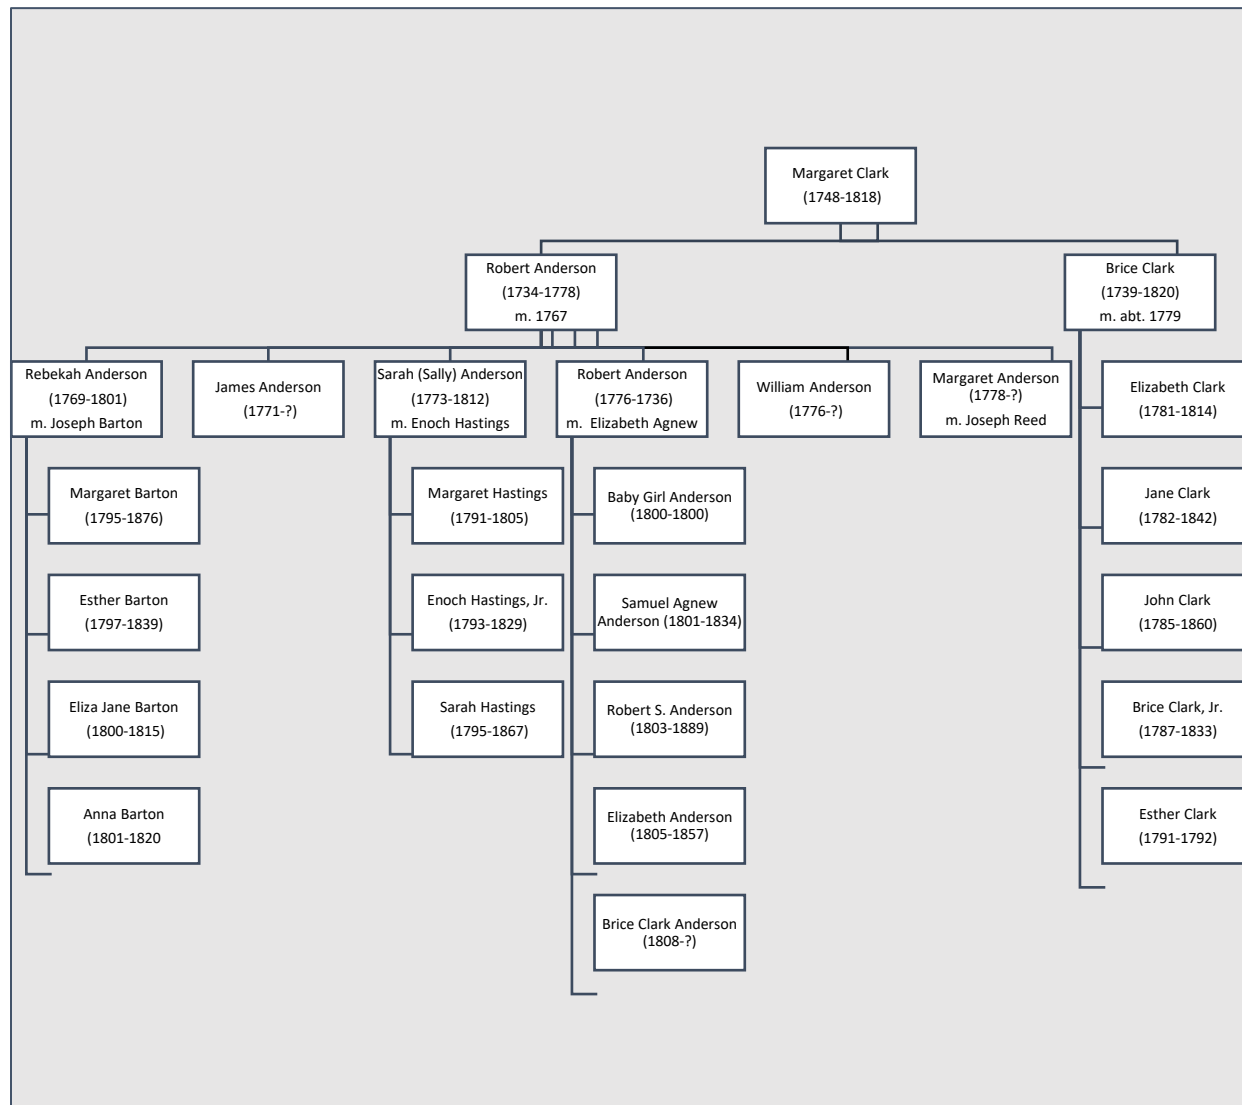 Margaret Clark
(1748-1818)
Robert Anderson
(1734-1778)
m. 1767
Brice Clark
(1739-1820)
m. abt. 1779
Rebekah Anderson
(1769-1801)
m. Joseph Barton
James Anderson
(1771-?)
Sarah (Sally) Anderson
(1773-1812)
m. Enoch Hastings
Robert Anderson
(1776-1736)
m. Elizabeth Agnew
William Anderson
(1776-?)
Margaret Anderson
(1778-?)
m. Joseph Reed
Margaret Barton
(1795-1876)
Esther Barton
(1797-1839)
Eliza Jane Barton
(1800-1815)
Anna Barton
(1801-1820
Margaret Hastings
(1791-1805)
Enoch Hastings, Jr.
(1793-1829)
Sarah Hastings
(1795-1867)
Baby Girl Anderson
(1800-1800)
Samuel Agnew
Anderson (1801-1834)
Robert S. Anderson
(1803-1889)
Elizabeth Anderson
(1805-1857)
Brice Clark Anderson
(1808-?)
Elizabeth Clark
(1781-1814)
Jane Clark
(1782-1842)
John Clark
(1785-1860)
Brice Clark, Jr.
(1787-1833)
Esther Clark
(1791-1792)